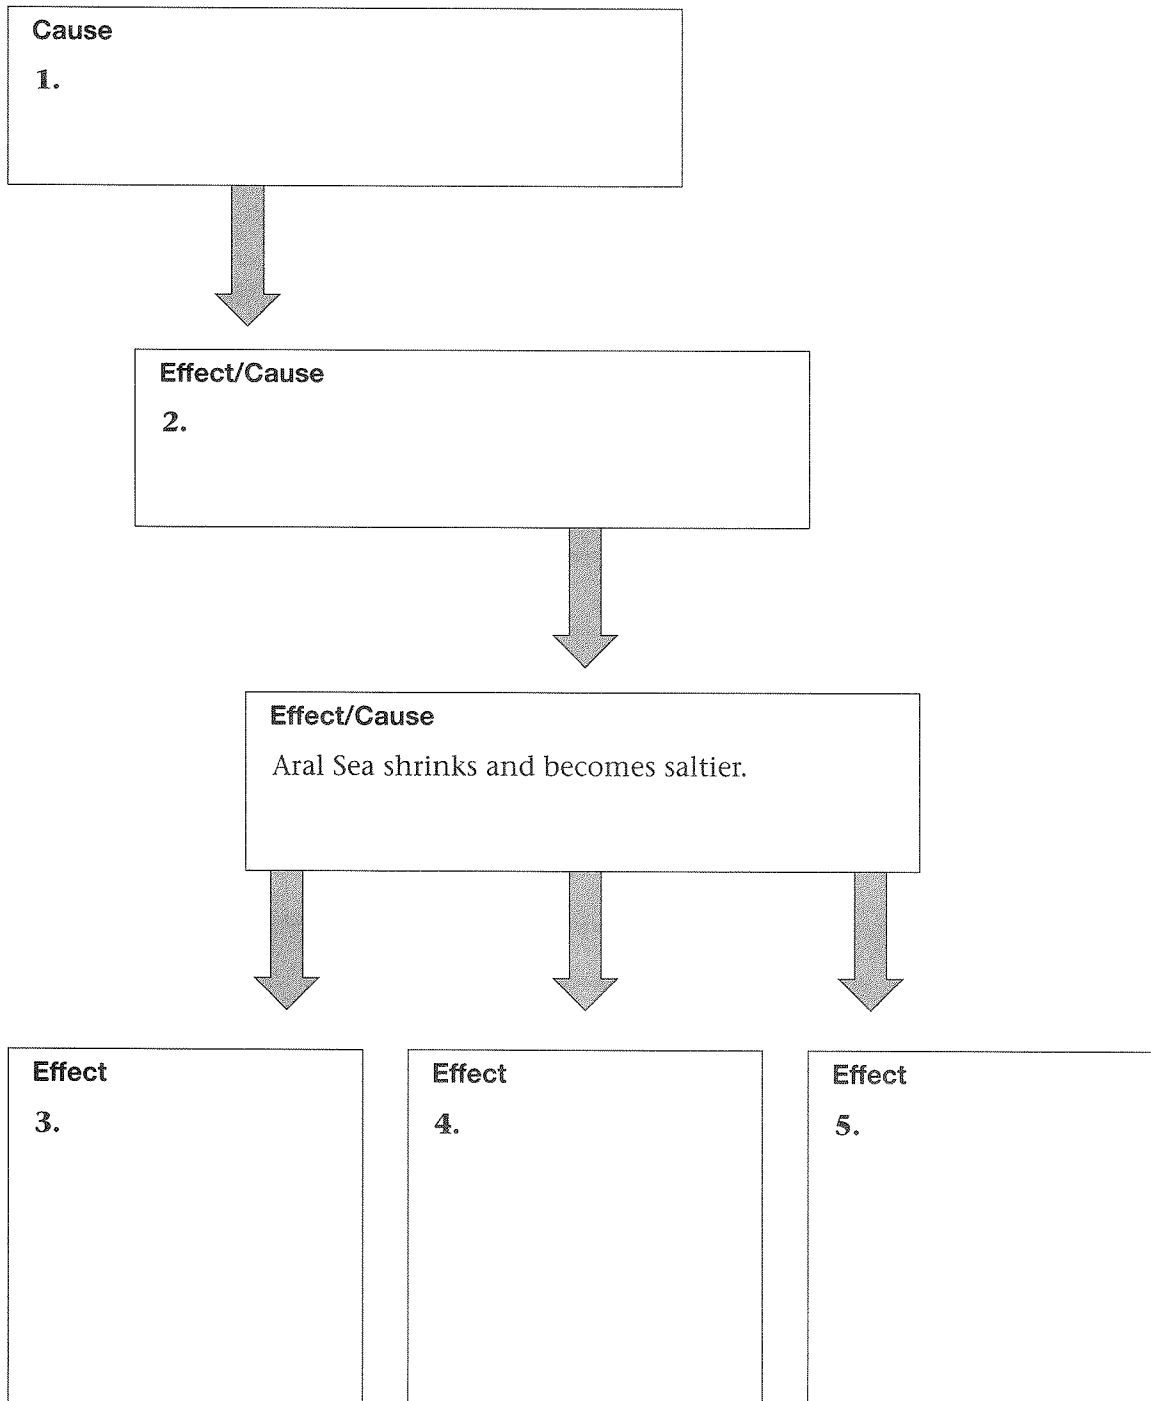 Cause
1.
Effect/Cause
2.
Effect/Cause
Aral Sea shrinks and becomes saltier.
Effect
3.
Effect
4.
Effect
5.